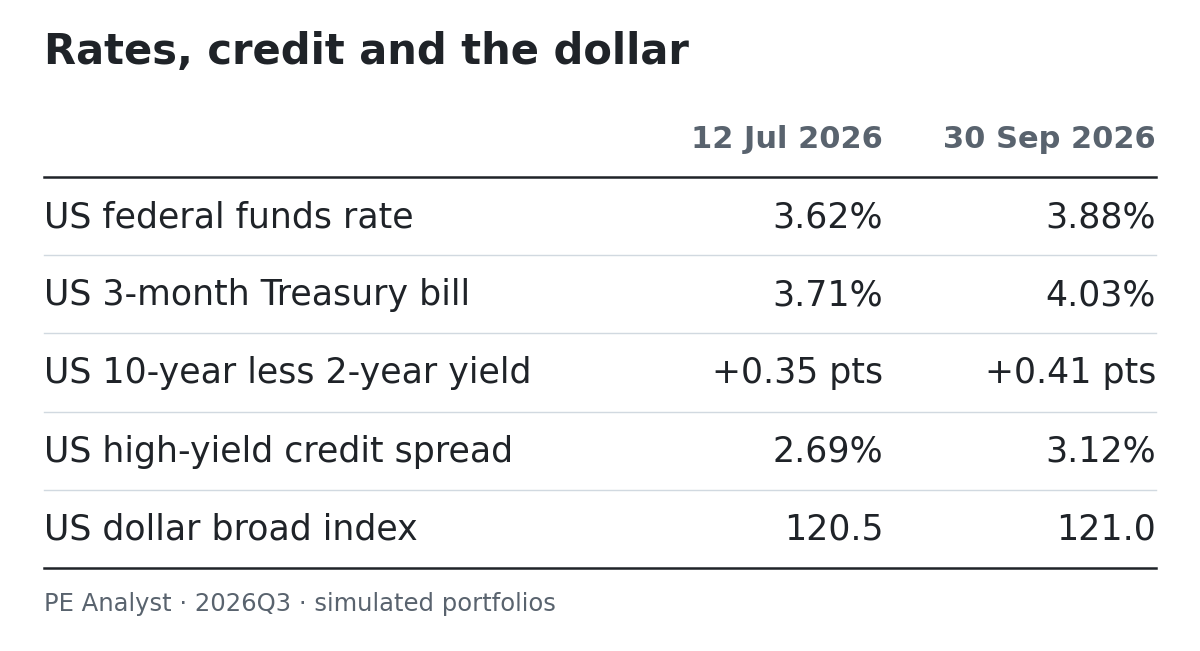 Rates, credit and the dollar
12 Jul 2026 30 Sep 2026
US federal funds rate 3.62% 3.88%
US 3-month Treasury bill 3.71% 4.03%
US 10-year less 2-year yield +0.35 pts +0.41 pts
US high-yield credit spread 2.69% 3.12%
US dollar broad index 120.5 121.0
PE Analyst · 2026Q3 · simulated portfolios